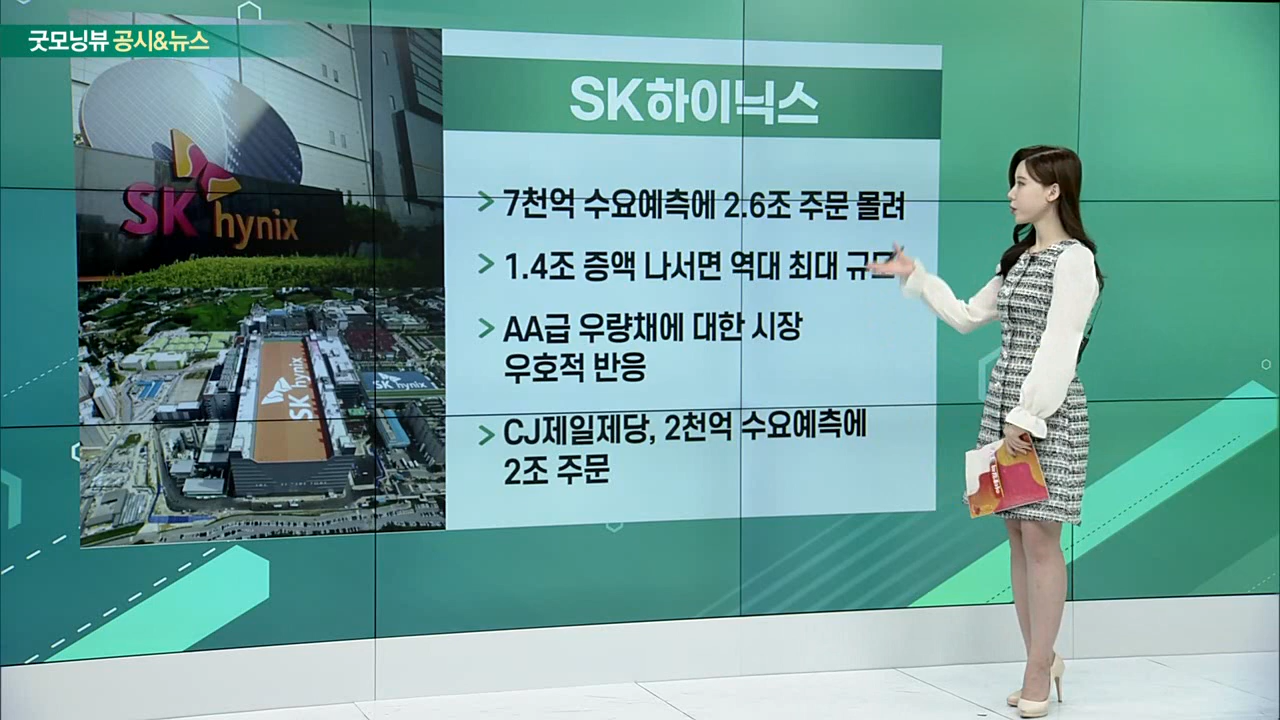 굿모닝뷰 공시&뉴스
SK하이닉스
SK hynix
SK hynix
SK hynix
7천억 수요예측에 2.6조 주문 몰려
1.4조 증액 나서면 역대 최대
AA급 우량채에 대한 시장
우호적 반응
CJ제일제당, 2천억 수요예측에
2조 주문